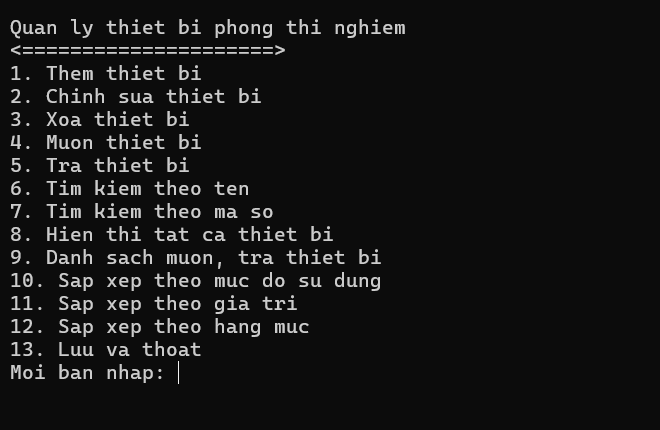 Quan ly thiet bi phong thi nghiem
<=====================>
1. Them thiet bi
2. Chinh sua thiet bi
3. Xoa thiet bi
4. Muon thiet bi
5. Tra thiet bi
6. Tim kiem theo ten
7. Tim kiem theo ma so
8. Hien thi tat ca thiet bi
9. Danh sach muon, tra thiet bi
10. Sap xep theo muc do su dung
11. Sap xep theo gia tri
12. Sap xep theo hang muc
13. Luu va thoat
Moi ban nhap: